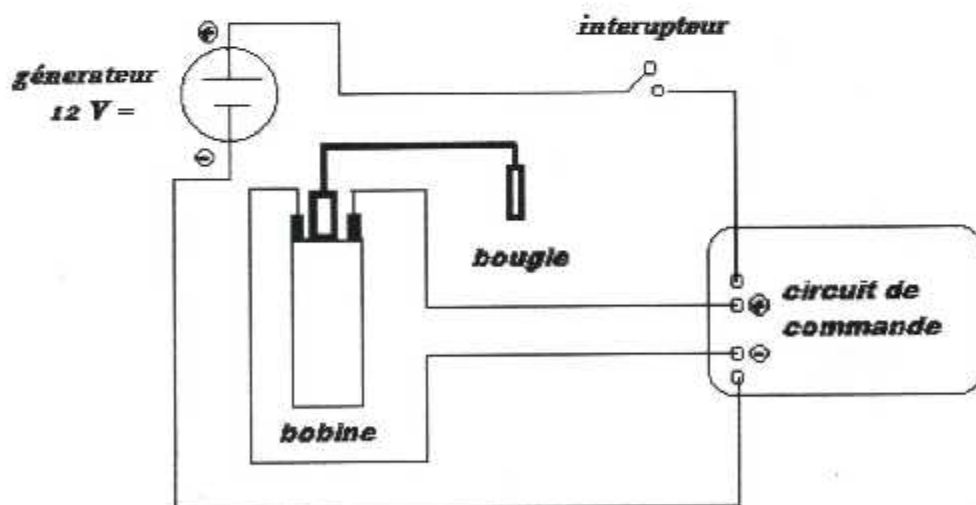 interupteur
génerateur
12 V =
+
-
bougie
circuit de
commande
+
-
bobine